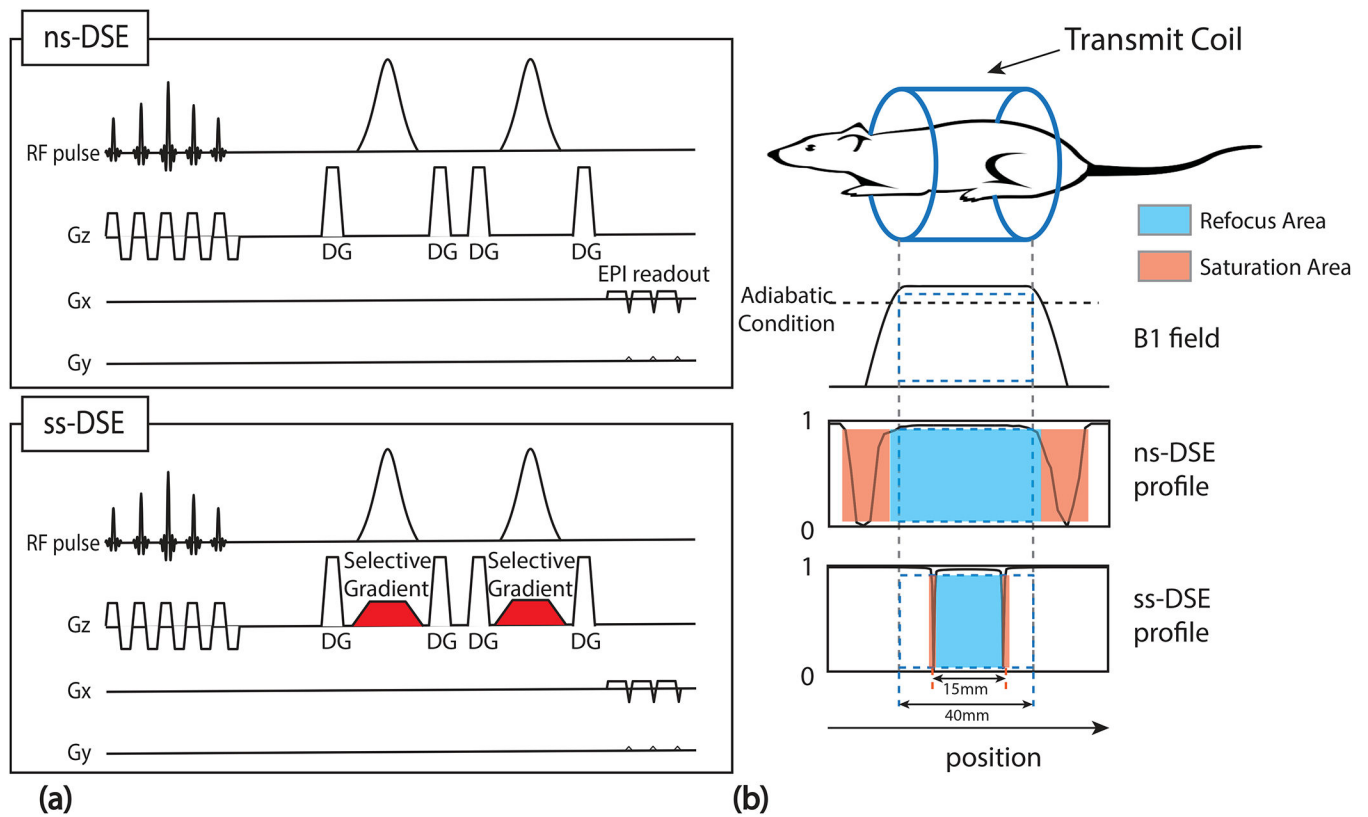 ns-DSE
RF pulse
Gz
DG
DG
DG
DG
EPI readout
Gx
Gy
ss-DSE
RF pulse
Selective
Gradient
Selective
Gradient
Gz
DG
DG
DG
DG
Gx
Gy
(a)
Transmit Coil
Refocus Area
Saturation Area
Adiabatic
Condition
B1 field
1
0
ns-DSE
profile
1
0
ss-DSE
profile
15mm
40mm
position
(b)